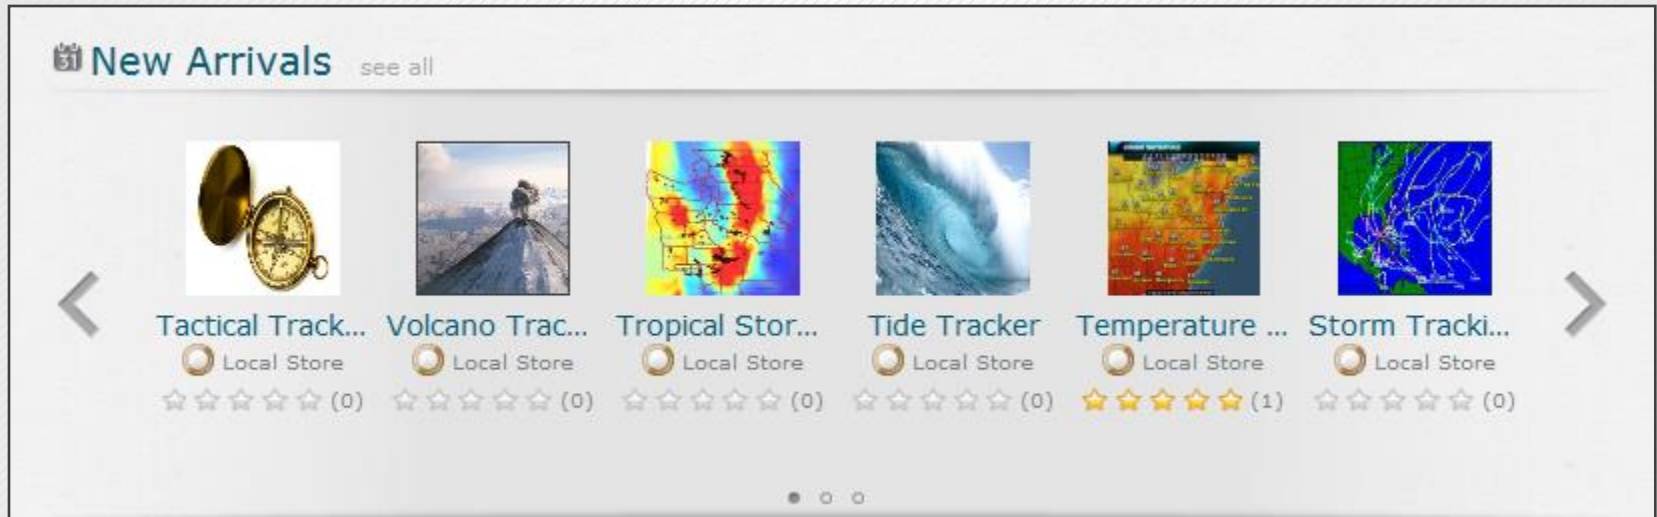 31 New Arrivals see all
Tactical Track... Volcano Trac... Tropical Stor... Tide Tracker Temperature ... Storm Tracki...
Local Store Local Store Local Store Local Store Local Store Local Store
(0) (0) (0) (0) (1) (0)